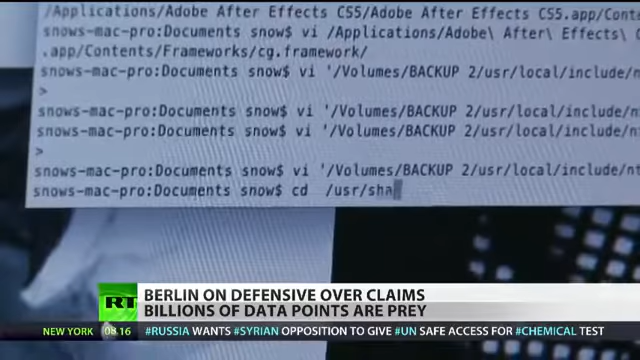 /Applications/Adobe After Effects CS5/Adobe After Effects CS5.app/Conte
snows-mac-pro:Documents snow$ vi /Applications/Adobe\ After\ Effects\ C
.app/Contents/Frameworks/cg.framework/
snows-mac-pro:Documents snow$ vi '/Volumes/BACKUP 2/usr/local/include/n
>
snows-mac-pro:Documents snow$ vi '/Volumes/BACKUP 2/usr/local/include/n
snows-mac-pro:Documents snow$ vi '/Volumes/BACKUP 2/usr/local/include/n
>
snows-mac-pro:Documents snow$ vi '/Volumes/BACKUP 2/usr/local/include/nt
snows-mac-pro:Documents snow$ cd /usr/sha
RT
BERLIN ON DEFENSIVE OVER CLAIMS
BILLIONS OF DATA POINTS ARE PREY
NEW YORK 08.16 #RUSSIA WANTS #SYRIAN OPPOSITION TO GIVE #UN SAFE ACCESS FOR #CHEMICAL TEST